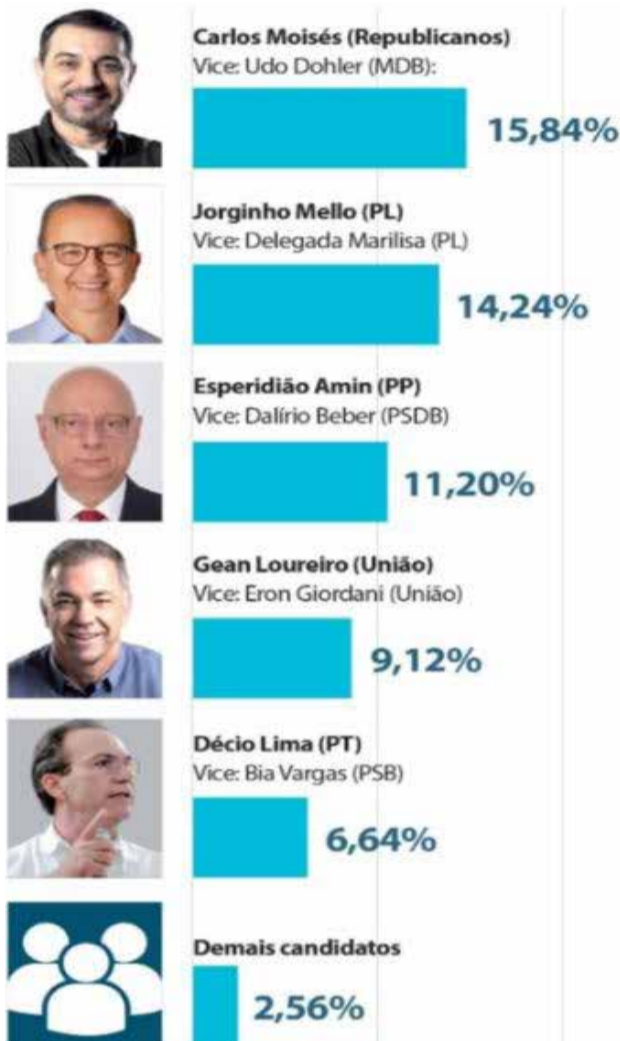 Carlos Moisés (Republicanos)
Vice: Udo Dohler (MDB):
15,84%
Jorginho Mello (PL)
Vice: Delegada Marilisa (PL)
14,24%
Esperidião Amin (PP)
Vice: Dalírio Beber (PSDB)
11,20%
Gean Loureiro (União)
Vice: Eron Giordani (União)
9,12%
Décio Lima (PT)
Vice: Bia Vargas (PSB)
6,64%
Demais candidatos
2,56%